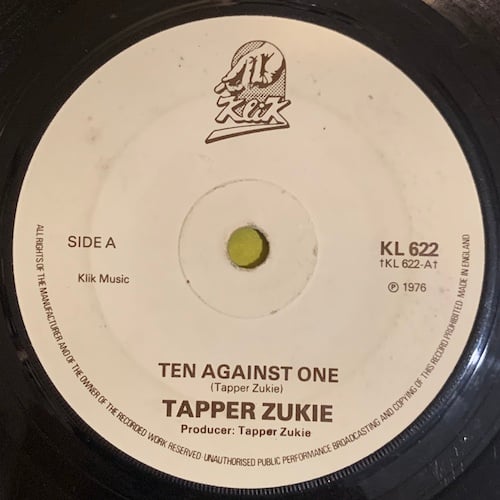 KliK
SIDE A
Klik Music
KL 622
†KL 622-A†
Ⓟ 1976
TEN AGAINST ONE
(Tapper Zukie)
TAPPER ZUKIE
Producer: Tapper Zukie
ALL RIGHTS OF THE MANUFACTURER AND OF THE OWNER OF THE RECORDED WORK RESERVED · UNAUTHORISED PUBLIC PERFORMANCE BROADCASTING AND COPYING OF THIS RECORD PROHIBITED MADE IN ENGLAND